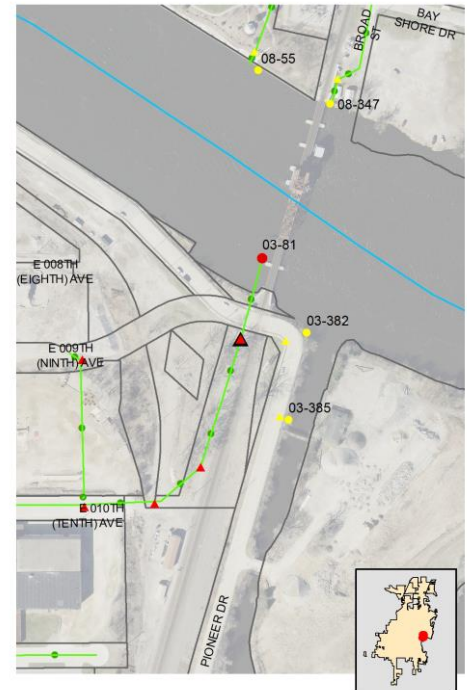 BROAD
ST
BAY
SHORE DR
08-55
08-347
03-81
E 008TH
(EIGHTH) AVE
03-382
E 009TH
(NINTH) AVE
03-385
E 010TH
(TENTH) AVE
PIONEER DR